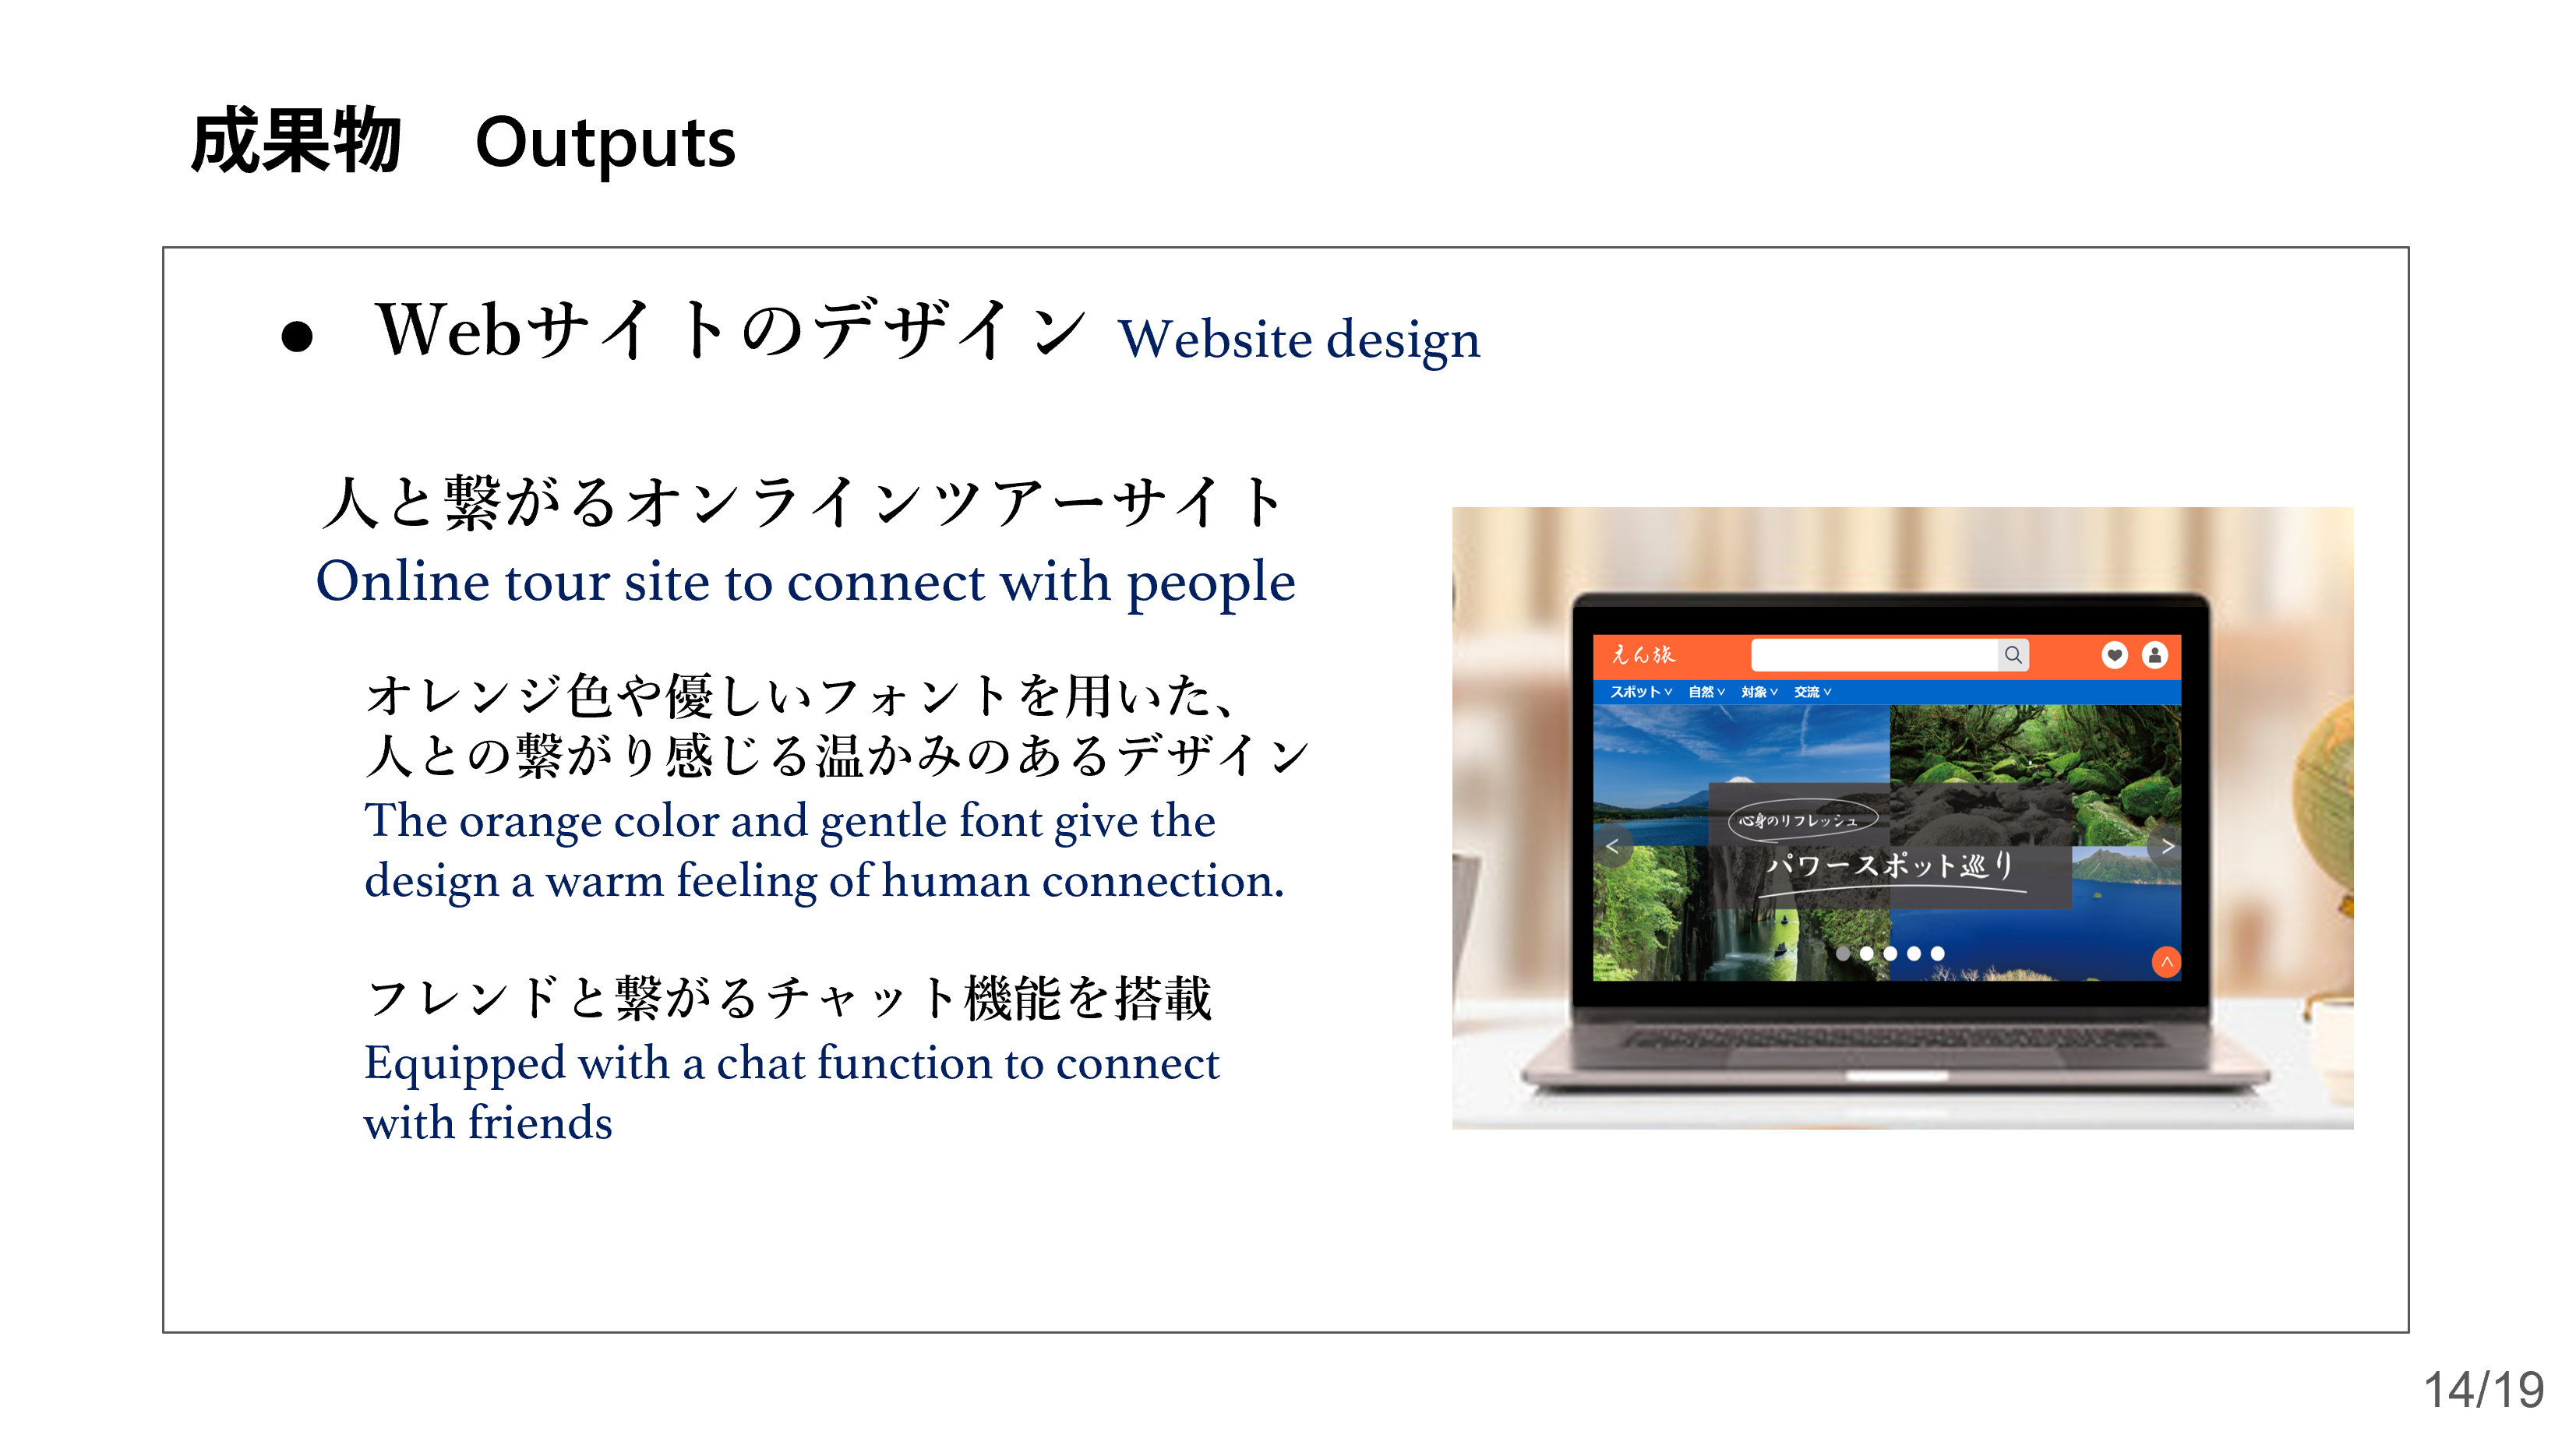 成果物　Outputs
● Webサイトのデザイン Website design
人と繋がるオンラインツアーサイト
Online tour site to connect with people
オレンジ色や優しいフォントを用いた、
人との繋がり感じる温かみのあるデザイン
The orange color and gentle font give the
design a warm feeling of human connection.
フレンドと繋がるチャット機能を搭載
Equipped with a chat function to connect
with friends
えん旅
スポット 自然 対象 交流
心身のリフレッシュ
パワースポット巡り
14/19